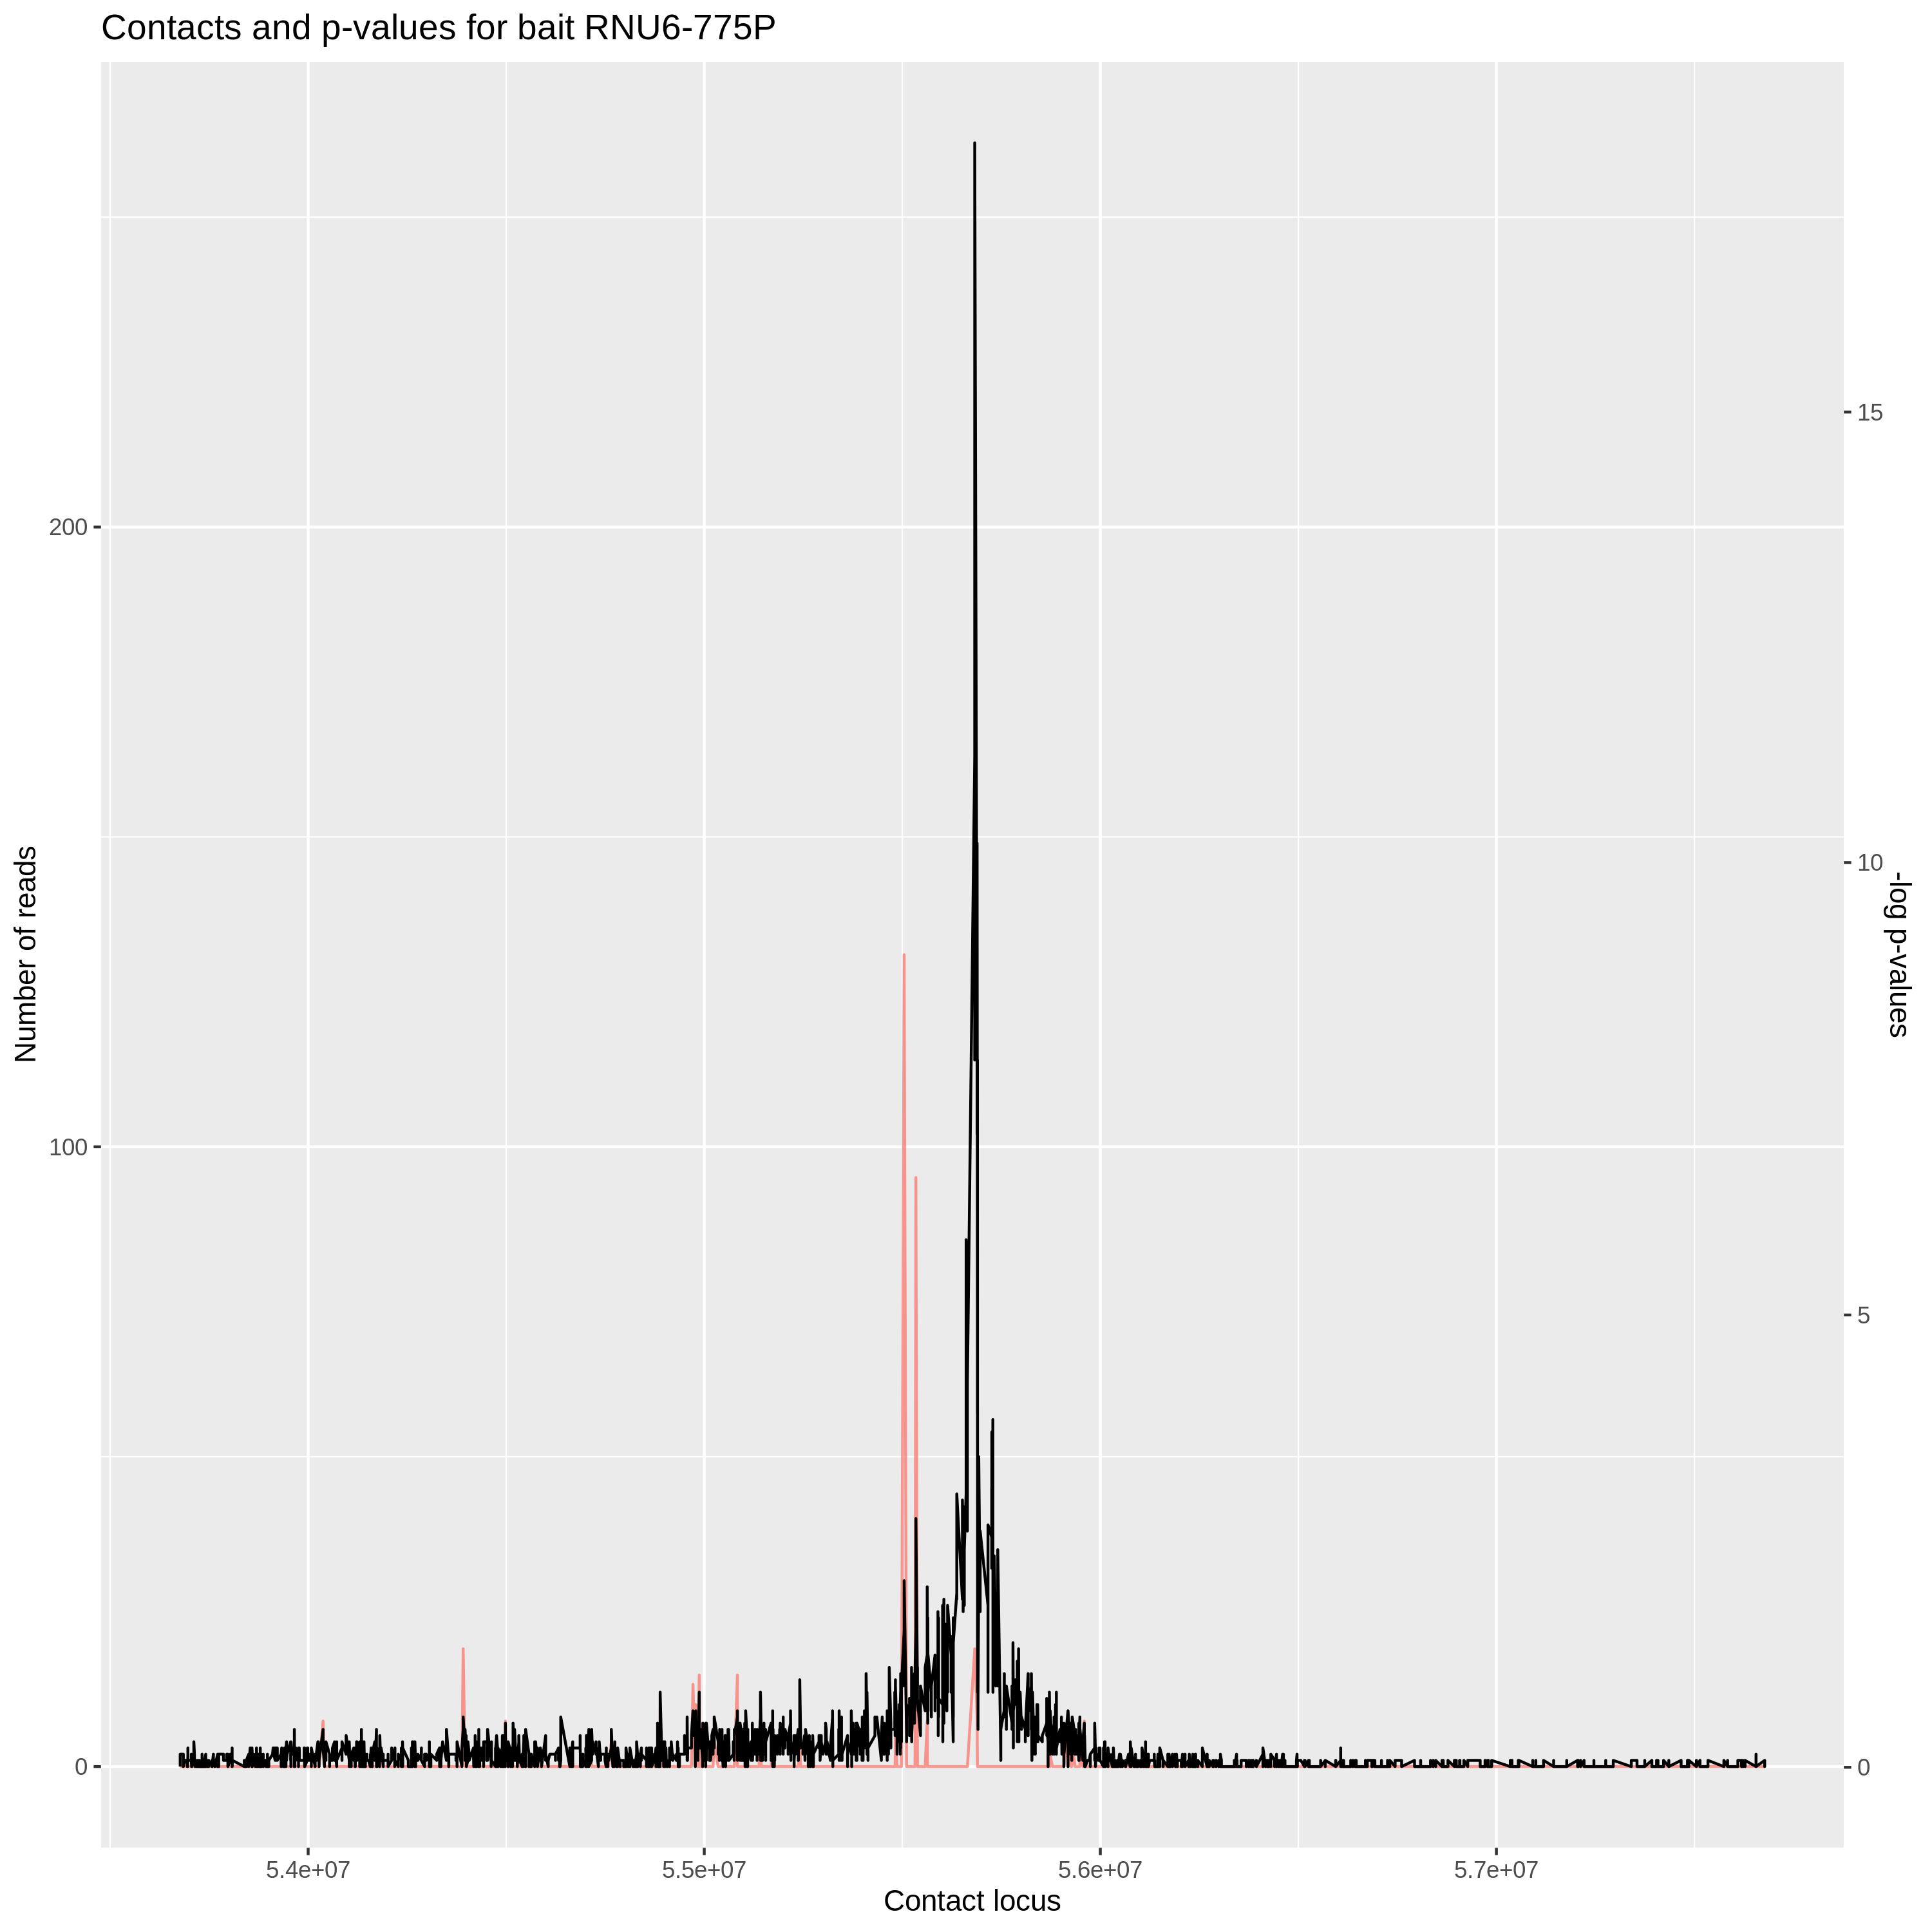 Contacts and p-values for bait RNU6-775P
Number of reads
200
100
0
15
10
5
0
-log p-values
5.4e+07
5.5e+07
5.6e+07
5.7e+07
Contact locus